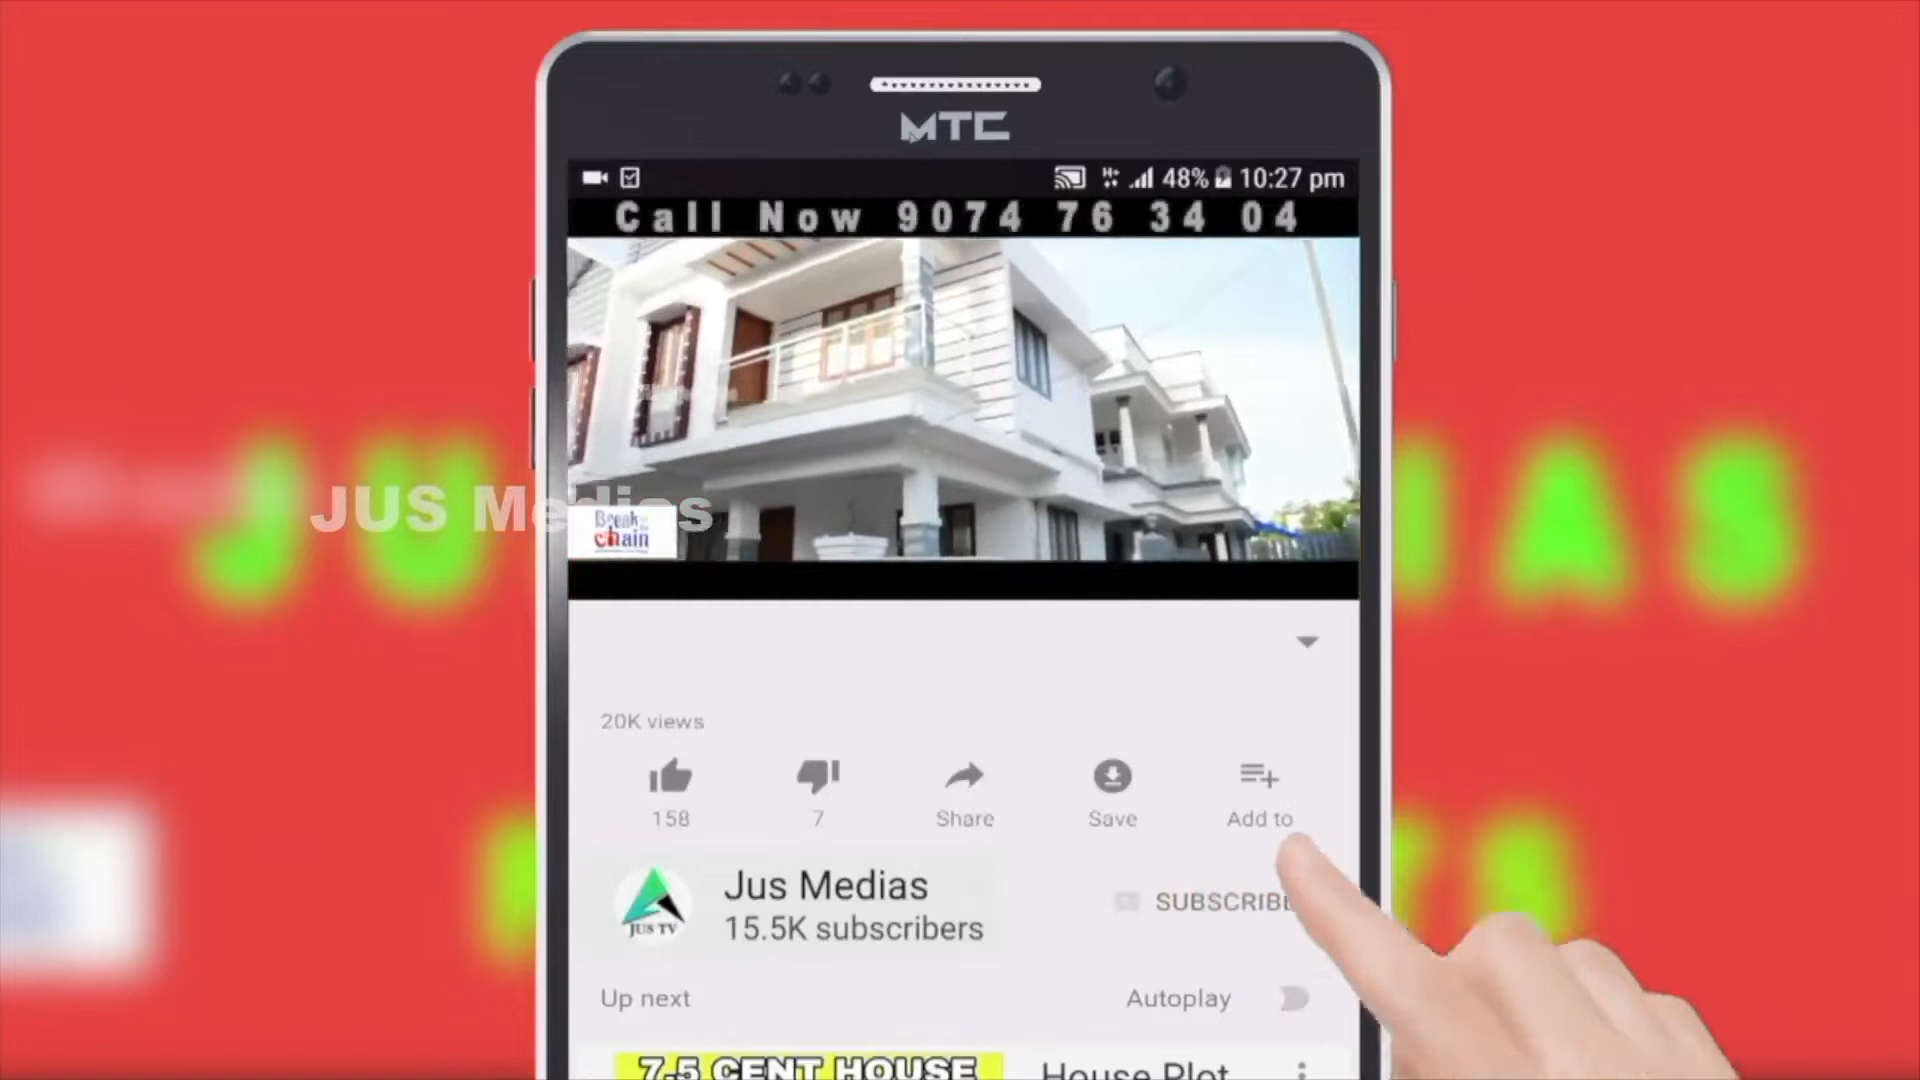 MTC
48% 10:27 pm
Call Now 9074 76 34 04
JUS Medias
Break
chain
20K views
158
7
Share
Save
Add to
Jus Medias
15.5K subscribers
SUBSCRIBE
JUS TV
Up next
Autoplay
7.5 CENT HOUSE
House Plot